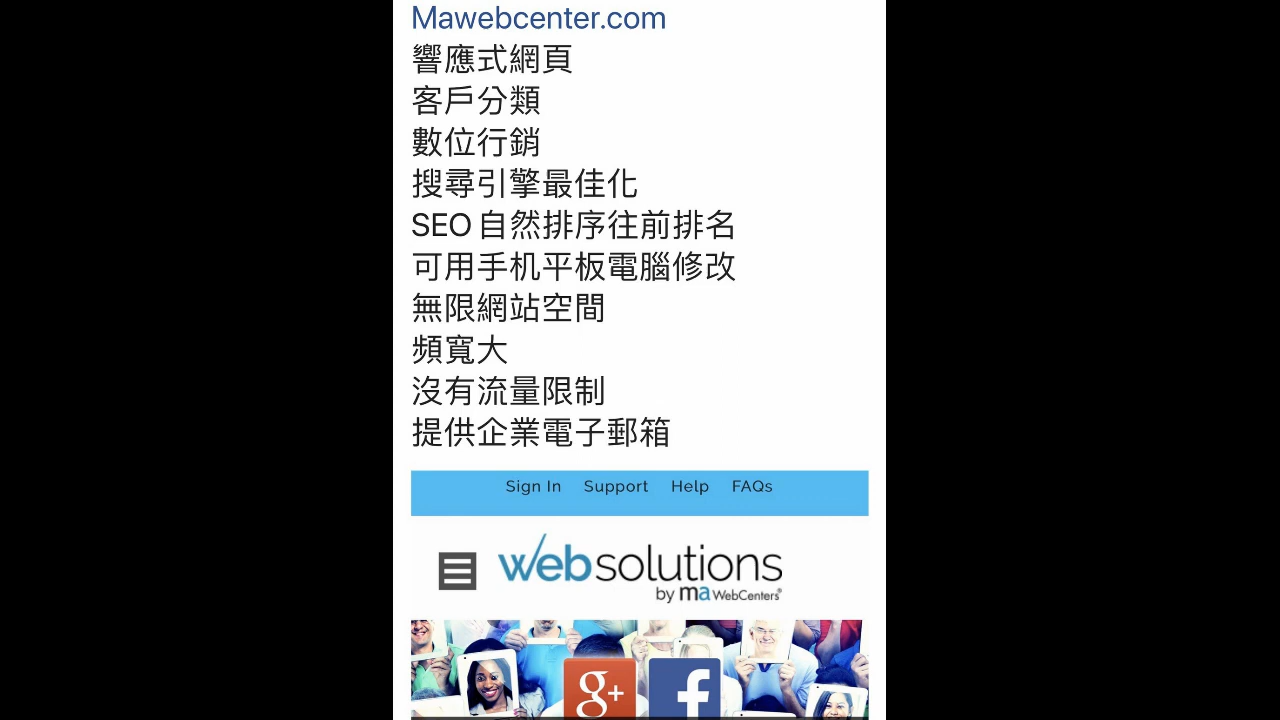 Mawebcenter.com
響應式網頁
客戶分類
數位行銷
搜尋引擎最佳化
SEO自然排序往前排名
可用手机平板電腦修改
無限網站空間
頻寬大
沒有流量限制
提供企業電子郵箱
Sign In Support Help FAQs
websolutions
by ma WebCenters®
g+ f